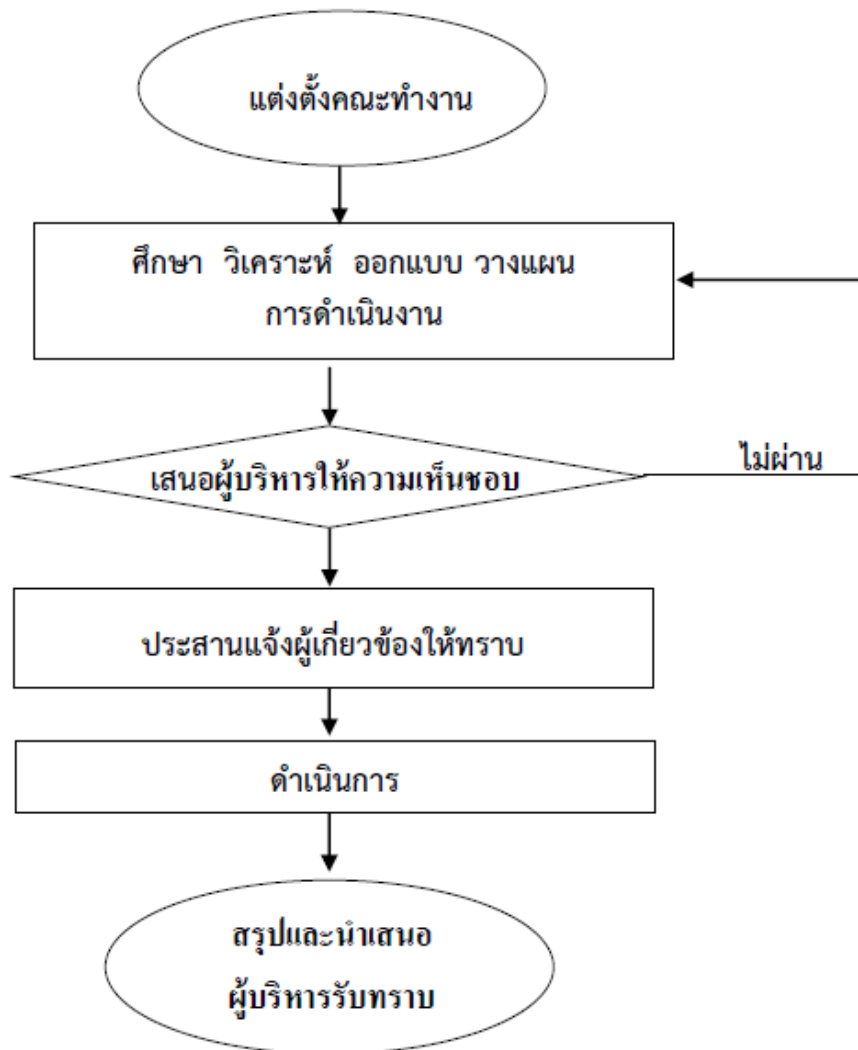 แต่งตั้งคณะทำงาน
ศึกษา วิเคราะห์ ออกแบบ วางแผน
การดำเนินงาน
เสนอผู้บริหารให้ความเห็นชอบ
ไม่ผ่าน
ประสานแจ้งผู้เกี่ยวข้องให้ทราบ
ดำเนินการ
สรุปและนำเสนอ
ผู้บริหารรับทราบ